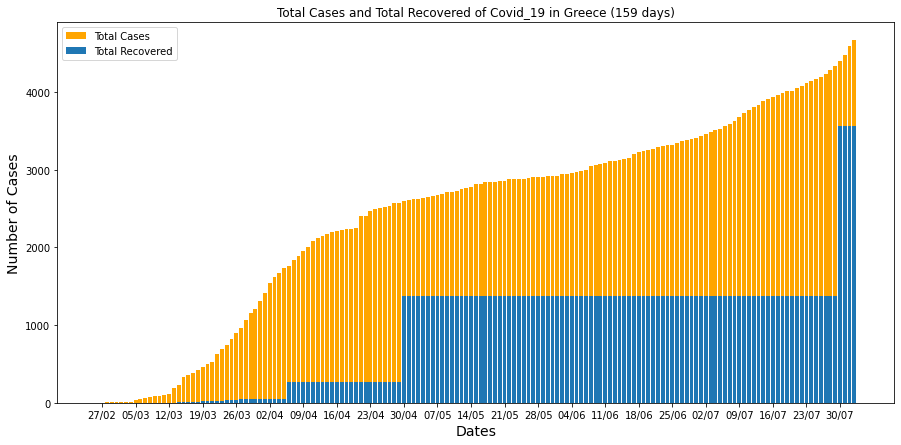 Total Cases and Total Recovered of Covid_19 in Greece (159 days)
Total Cases
Total Recovered
Number of Cases
4000
3000
2000
1000
0
27/02 05/03 12/03 19/03 26/03 02/04 09/04 16/04 23/04 30/04 07/05 14/05 21/05 28/05 04/06 11/06 18/06 25/06 02/07 09/07 16/07 23/07 30/07
Dates